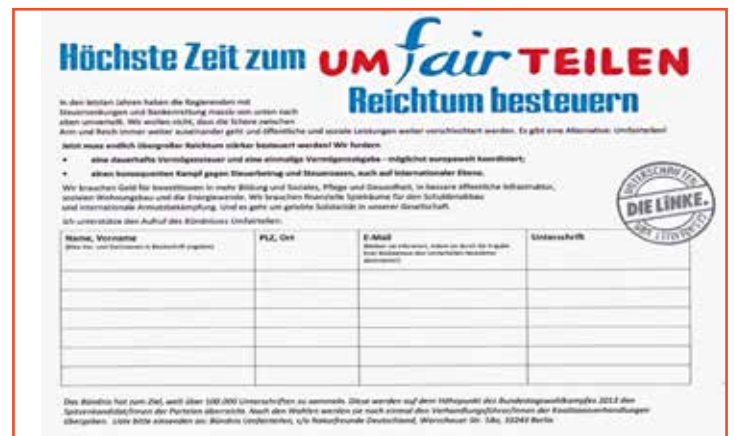 Höchste Zeit zum UMfairTEILEN
Reichtum besteuern
In den letzten Jahren haben die Regierenden mit
Steuersenkungen und Bankenrettung massiv von unten nach
oben umverteilt. Wir wollen nicht, dass die Schere zwischen
Arm und Reich immer weiter auseinander geht und öffentliche und soziale Leistungen weiter verschlechtert werden. Es gibt eine Alternative: Umfairteilen!
Jetzt muss endlich übergroßer Reichtum stärker besteuert werden! Wir fordern
• eine dauerhafte Vermögenssteuer und eine einmalige Vermögensabgabe - möglichst europaweit koordiniert;
• einen konsequenten Kampf gegen Steuerbetrug und Steueroasen, auch auf internationaler Ebene.
Wir brauchen Geld für Investitionen in mehr Bildung und Soziales, Pflege und Gesundheit, in bessere öffentliche Infrastruktur,
sozialen Wohnungsbau und die Energiewende. Wir brauchen finanzielle Spielräume für den Schuldenabbau
und internationale Armutsbekämpfung. Und es geht um gelebte Solidarität in unserer Gesellschaft.
Ich unterstütze den Aufruf des Bündnisses Umfairteilen:
UNTERSCHRIFTEN
DIE LINKE.
Name, Vorname
(Bitte Vor- und Nachnamen in Blockschrift angeben)
PLZ, Ort
E-Mail
Unterschrift
Das Bündnis hat zum Ziel, weit über 100.000 Unterschriften zu sammeln. Diese werden auf dem Höhepunkt des Bundestagswahlkampfes 2013 den
Spitzenkandidat/innen der Parteien überreicht. Nach den Wahlen werden sie noch einmal den Verhandlungsführer/innen der Koalitionsverhandlungen
übergeben. Liste bitte einsenden an: Bündnis Umfairteilen, c/o Naturfreunde Deutschland, Warschauer Str. 58a, 10243 Berlin